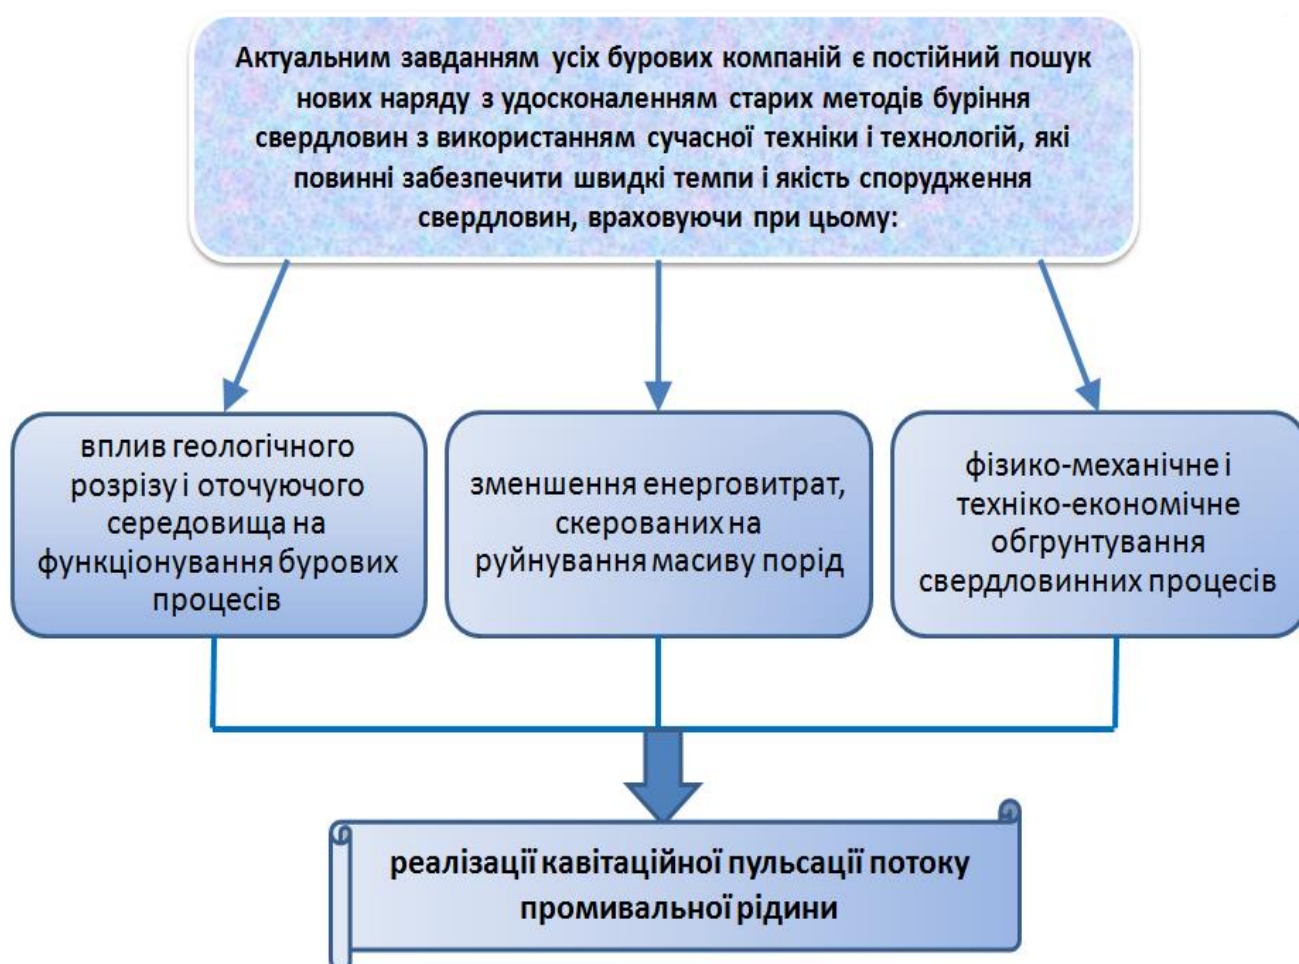 Актуальним завданням усіх бурових компаній є постійний пошук
нових наряду з удосконаленням старих методів буріння
свердловин з використанням сучасної техніки і технологій, які
повинні забезпечити швидкі темпи і якість спорудження
свердловин, враховуючи при цьому:
вплив геологічного
розрізу і оточуючого
середовища на
функціонування бурових
процесів
зменшення енерговитрат,
скерованих на
руйнування масиву порід
фізико-механічне і
техніко-економічне
обгрунтування
свердловинних процесів
реалізації кавітаційної пульсації потоку
промивальної рідини